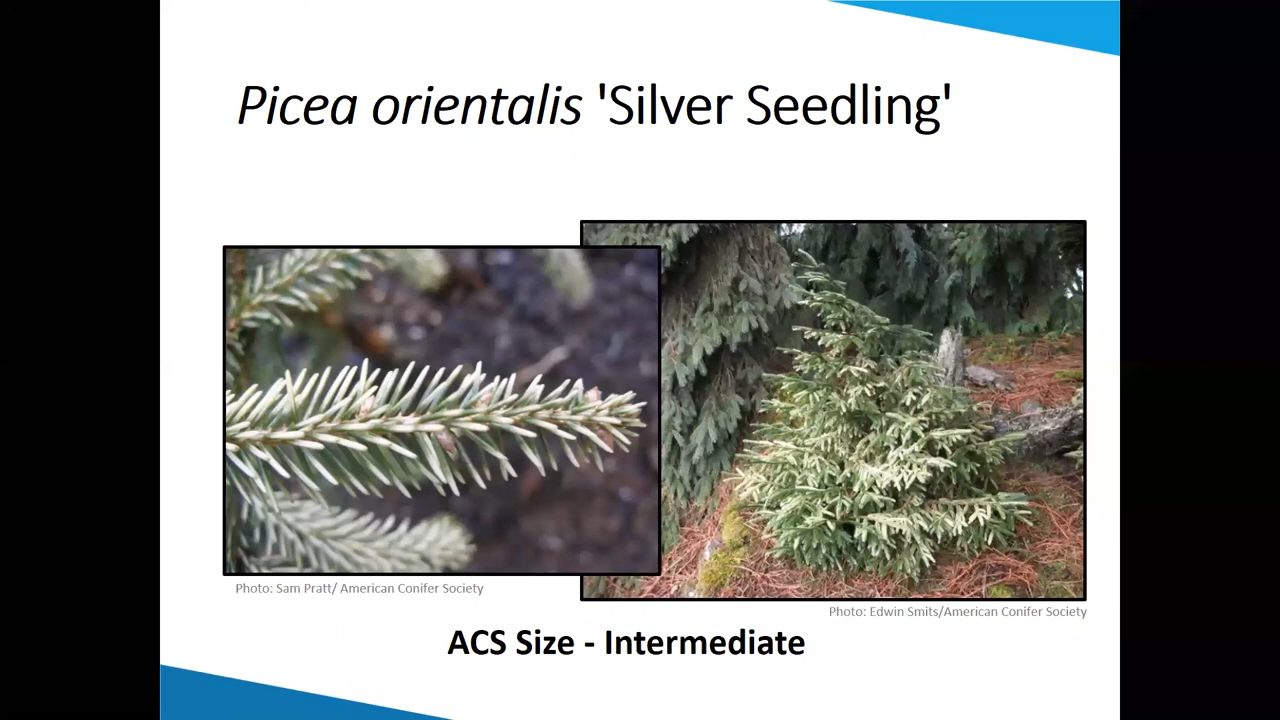 Picea orientalis 'Silver Seedling'
Photo: Sam Pratt/ American Conifer Society
Photo: Edwin Smits/American Conifer Society
ACS Size - Intermediate